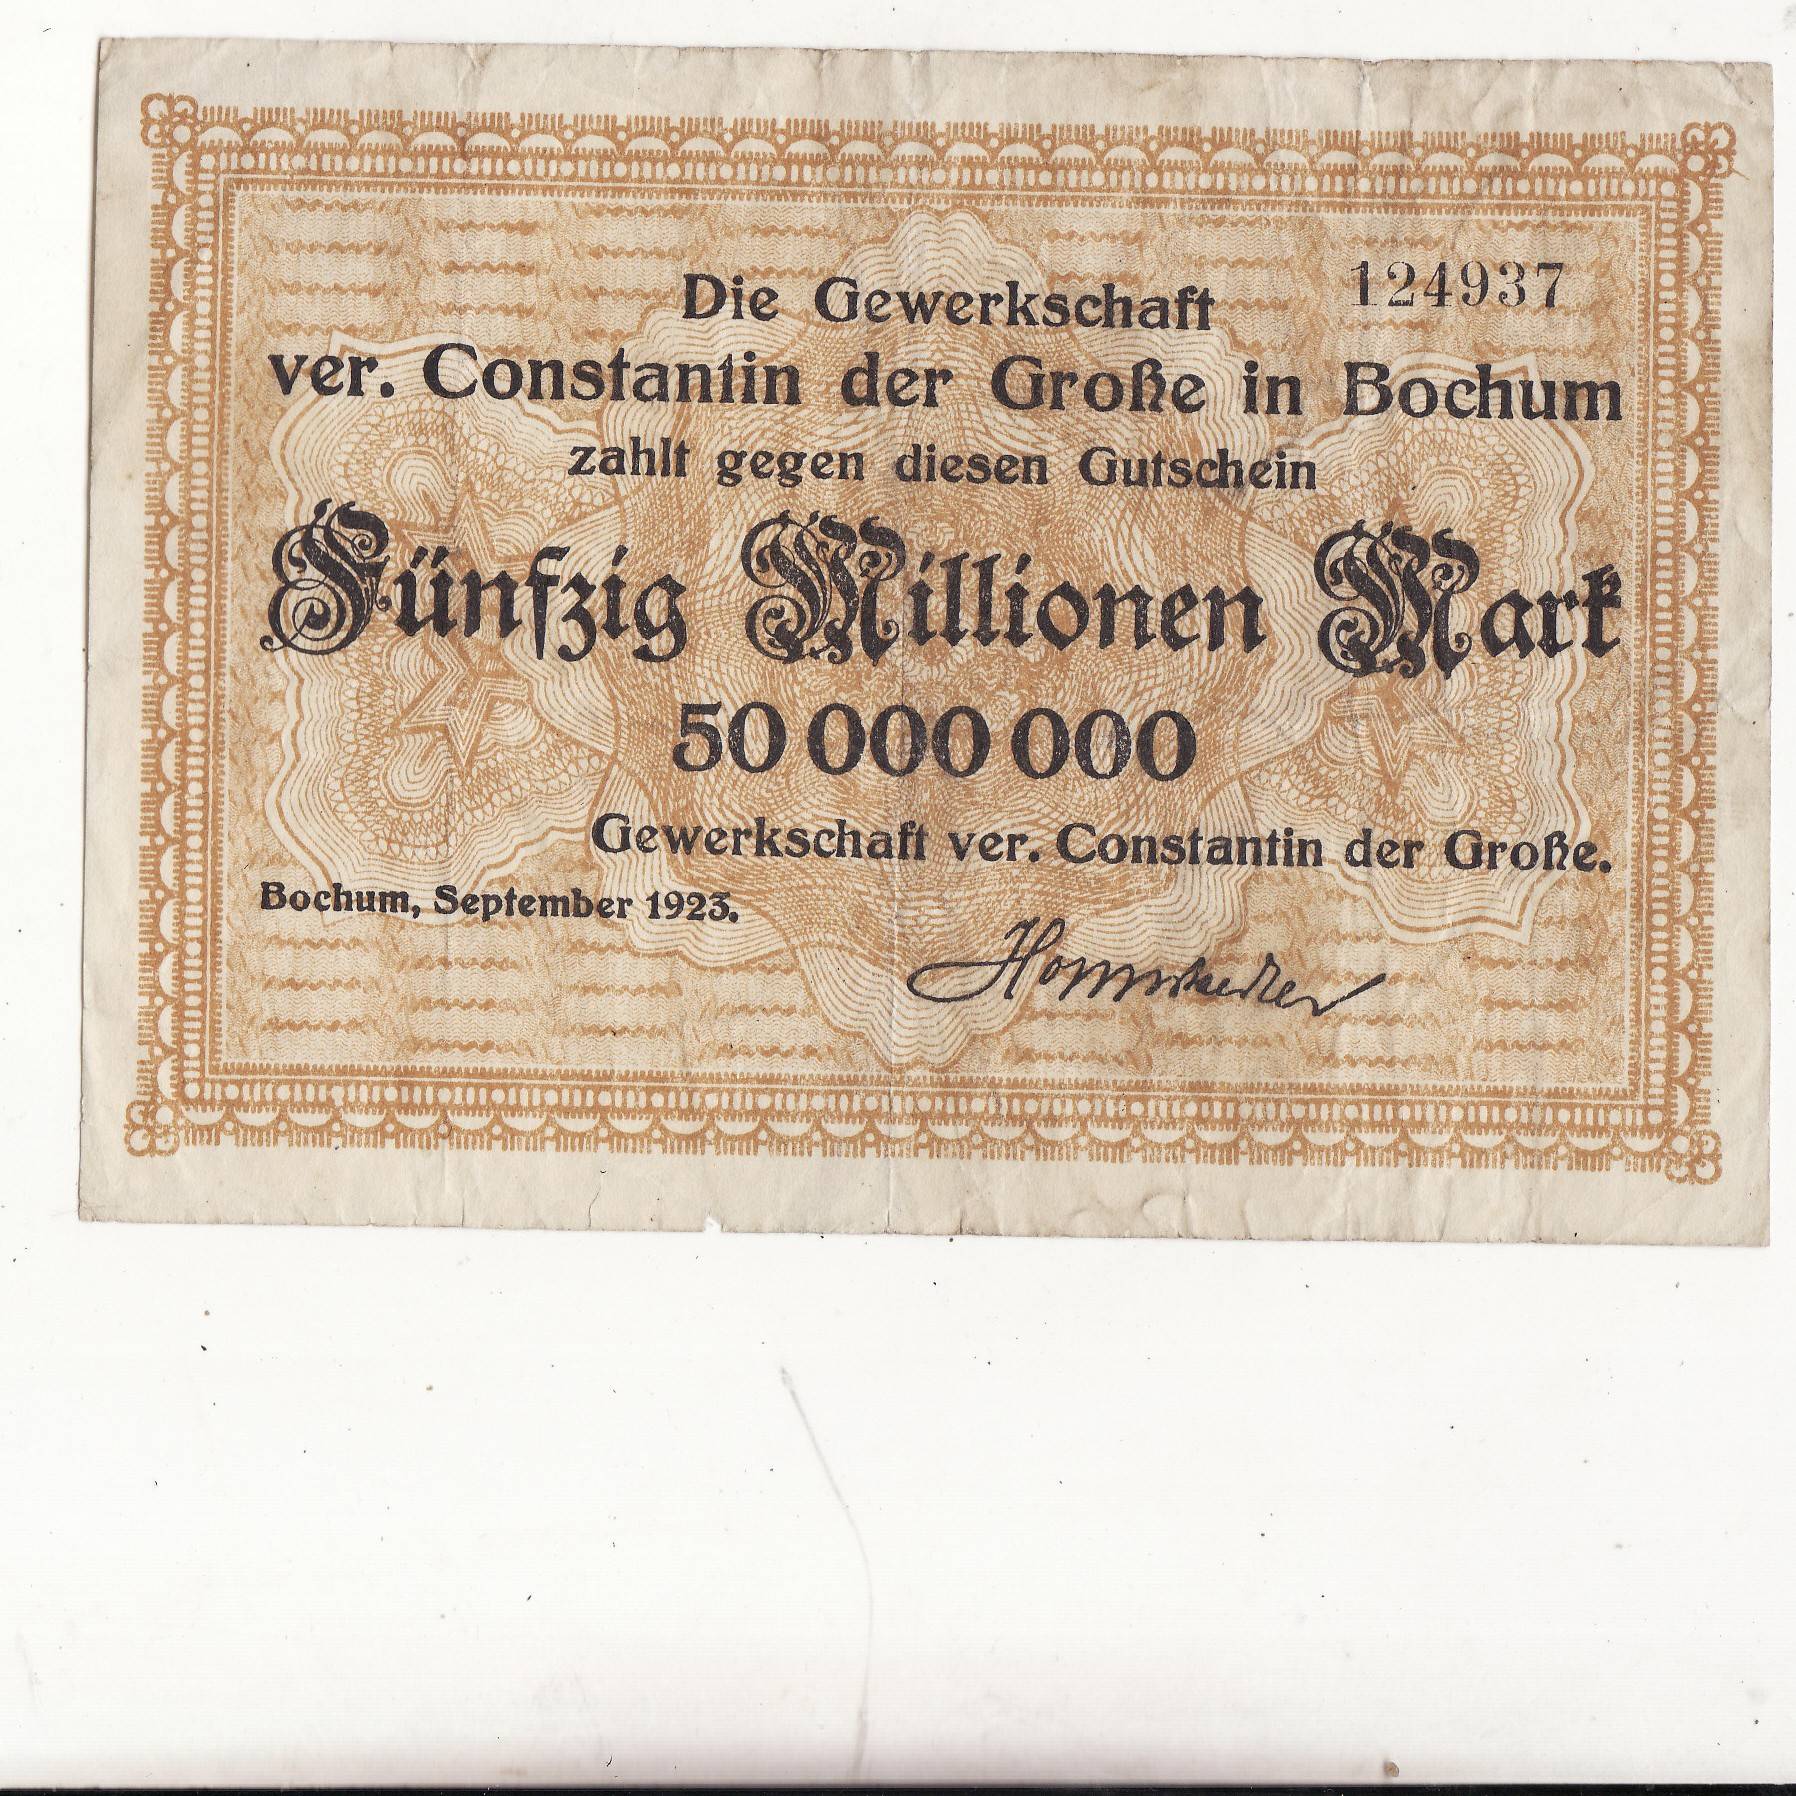 124937
Die Gewerkschaft
ver. Constantin der Große in Bochum
zahlt gegen diesen Gutschein
Fünfzig Millionen Mark
50 000 000
Gewerkschaft ver. Constantin der Große.
Bochum, September 1923.